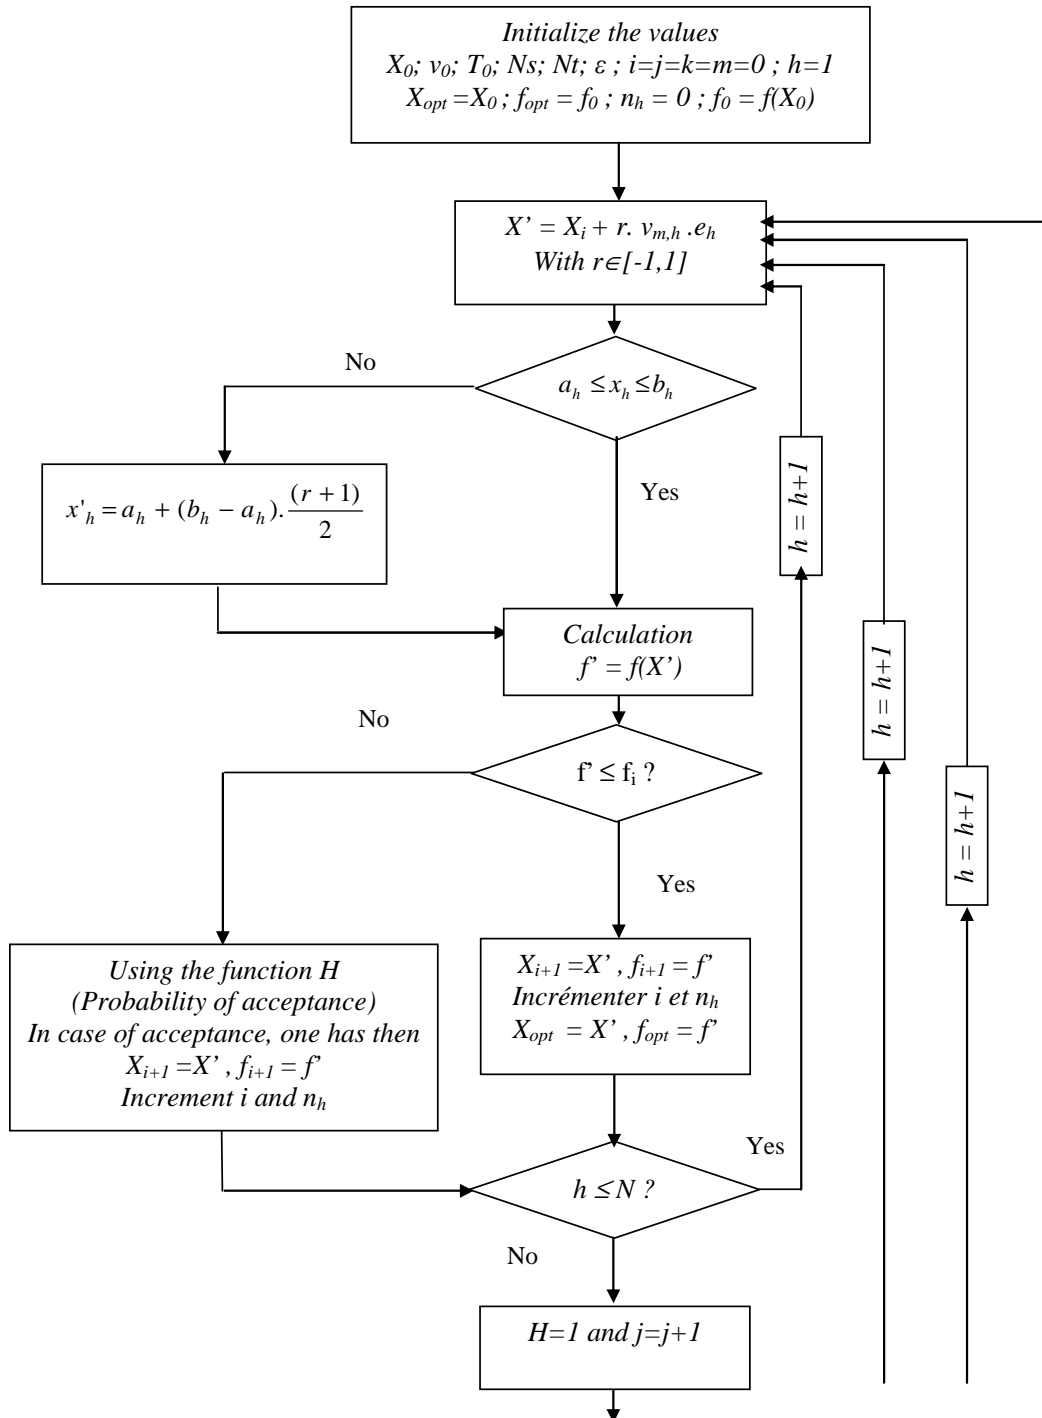 Initialize the values
X0; v0; T0; Ns; Nt; ε ; i=j=k=m=0 ; h=1
Xopt =X0 ; fopt = f0 ; nh = 0 ; f0 = f(X0)
X’ = Xi + r. vm,h .eh
With r∈[-1,1]
No
ah ≤ xh ≤ bh
Yes
x'h = ah + (bh − ah).(r + 1)/2
h = h+1
Calculation
f’ = f(X’)
h = h+1
No
f’ ≤ fi ?
h = h+1
Yes
Using the function H
(Probability of acceptance)
In case of acceptance, one has then
Xi+1 =X’ , fi+1 = f’
Increment i and nh
Xi+1 =X’ , fi+1 = f’
Incrémenter i et nh
Xopt = X’ , fopt = f’
Yes
h ≤ N ?
No
H=1 and j=j+1